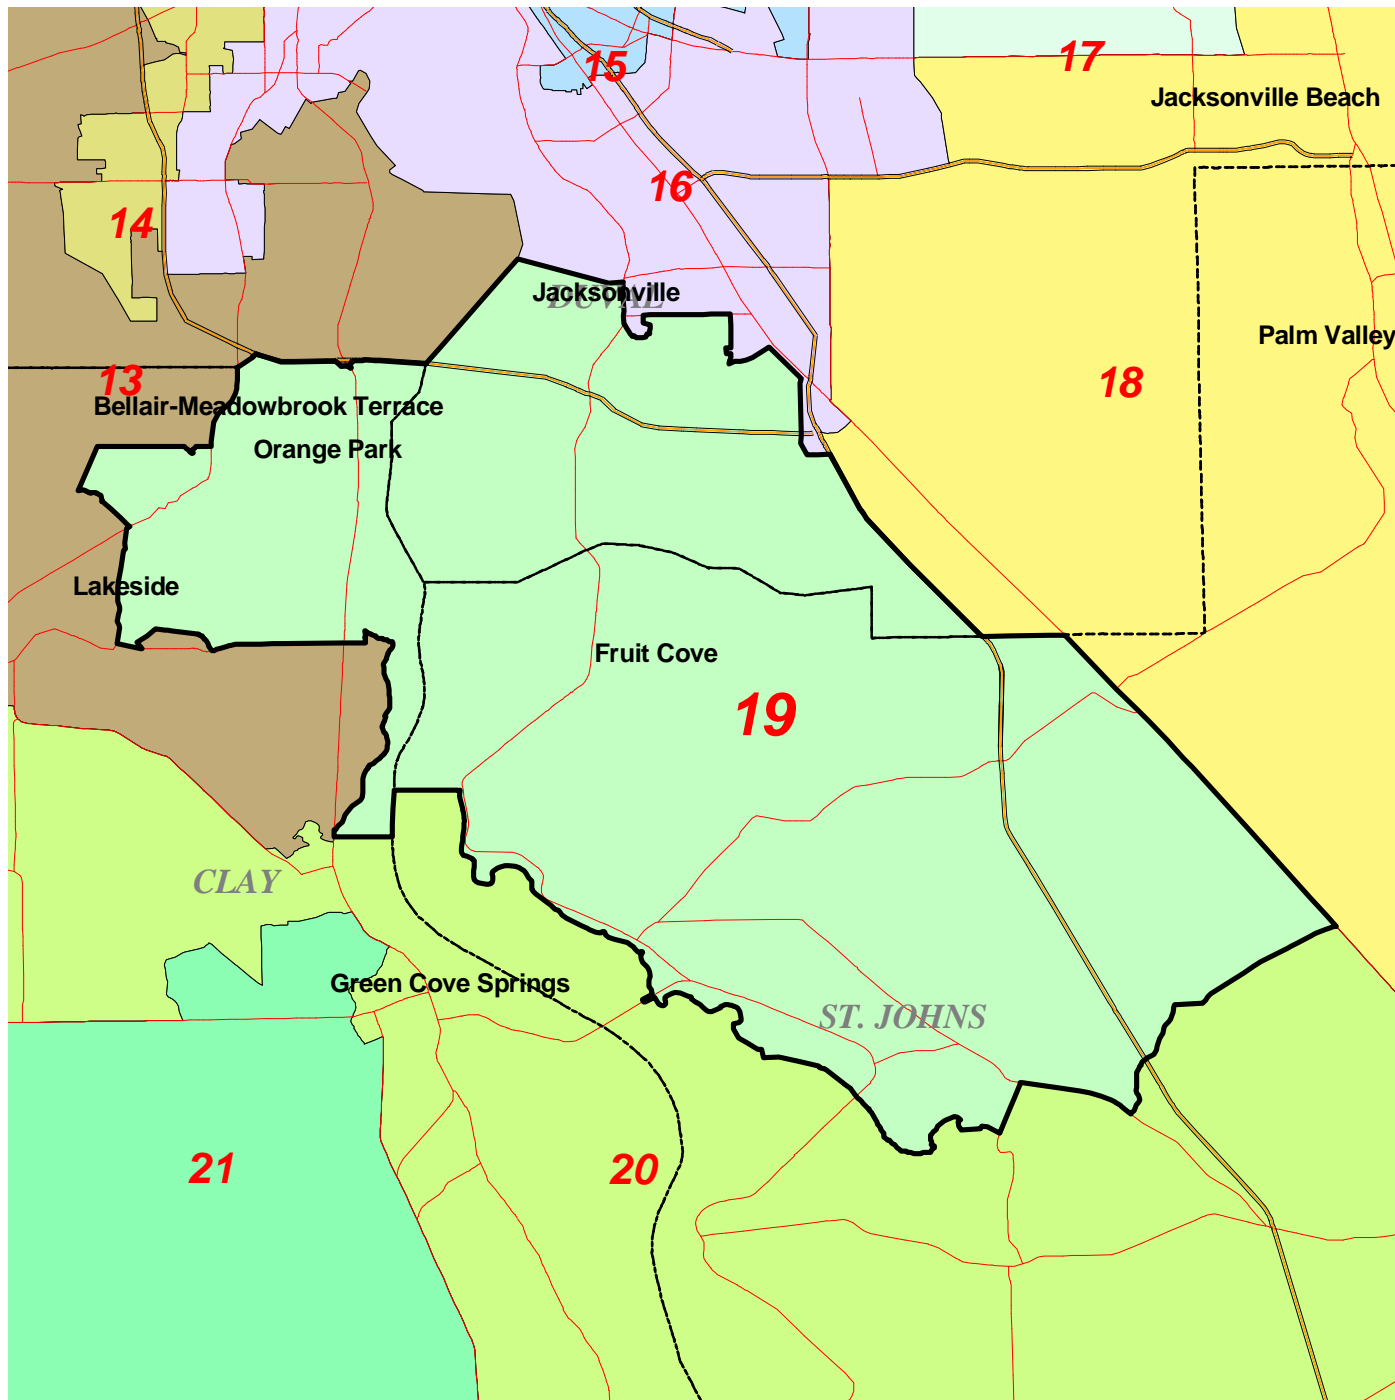 15
17
Jacksonville Beach
16
14
DUVAL
Jacksonville
Palm Valley
13
18
Bellair-Meadowbrook Terrace
Orange Park
Lakeside
Fruit Cove
19
CLAY
Green Cove Springs
ST. JOHNS
21
20